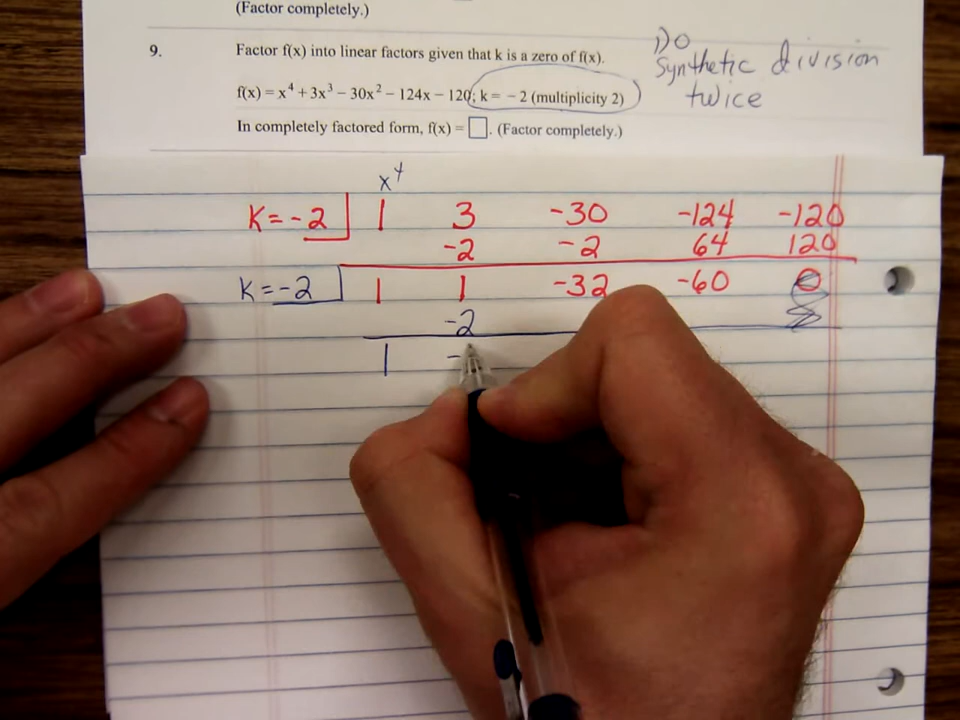 (Factor completely.)
9. Factor f(x) into linear factors given that k is a zero of f(x).
f(x) = x⁴ + 3x³ − 30x² − 124x − 120; k = − 2 (multiplicity 2)
In completely factored form, f(x) = □. (Factor completely.)
DO
synthetic division
twice
x⁴
K=-2 1 3 -30 -124 -120
-2 -2 64 120
K=-2 1 1 -32 -60 0
-2
1 -